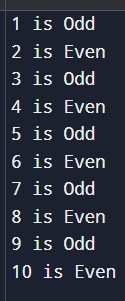 1 is Odd
2 is Even
3 is Odd
4 is Even
5 is Odd
6 is Even
7 is Odd
8 is Even
9 is Odd
10 is Even